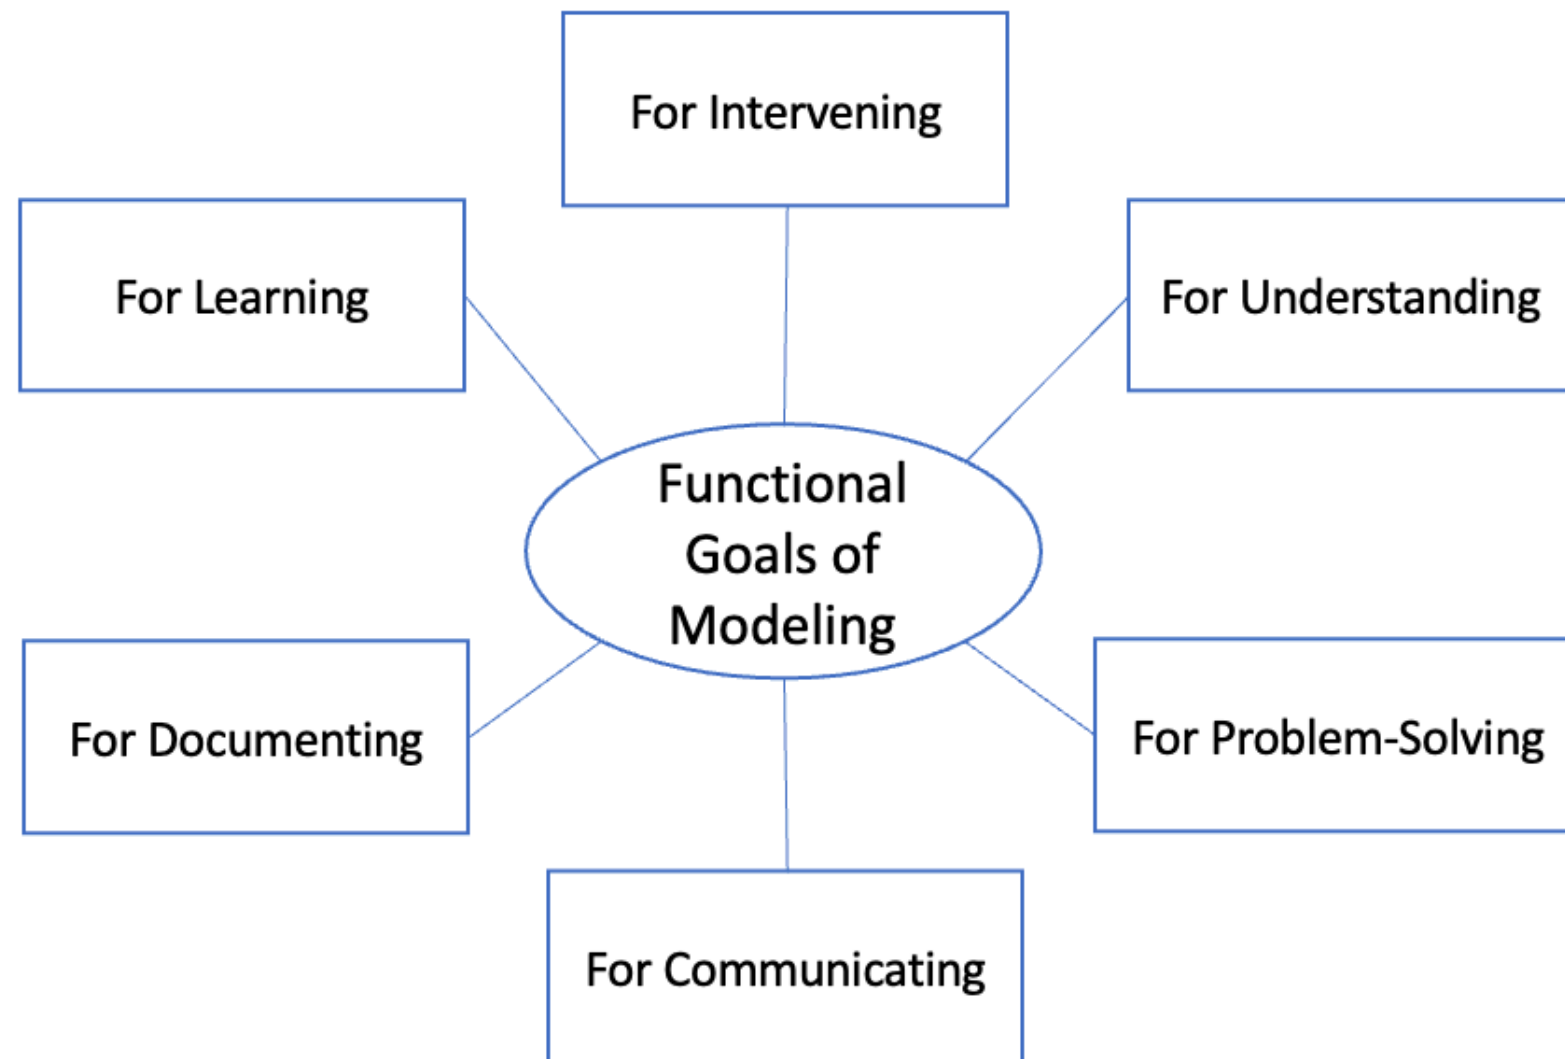 For Intervening
For Learning
For Understanding
Functional
Goals of
Modeling
For Documenting
For Problem-Solving
For Communicating